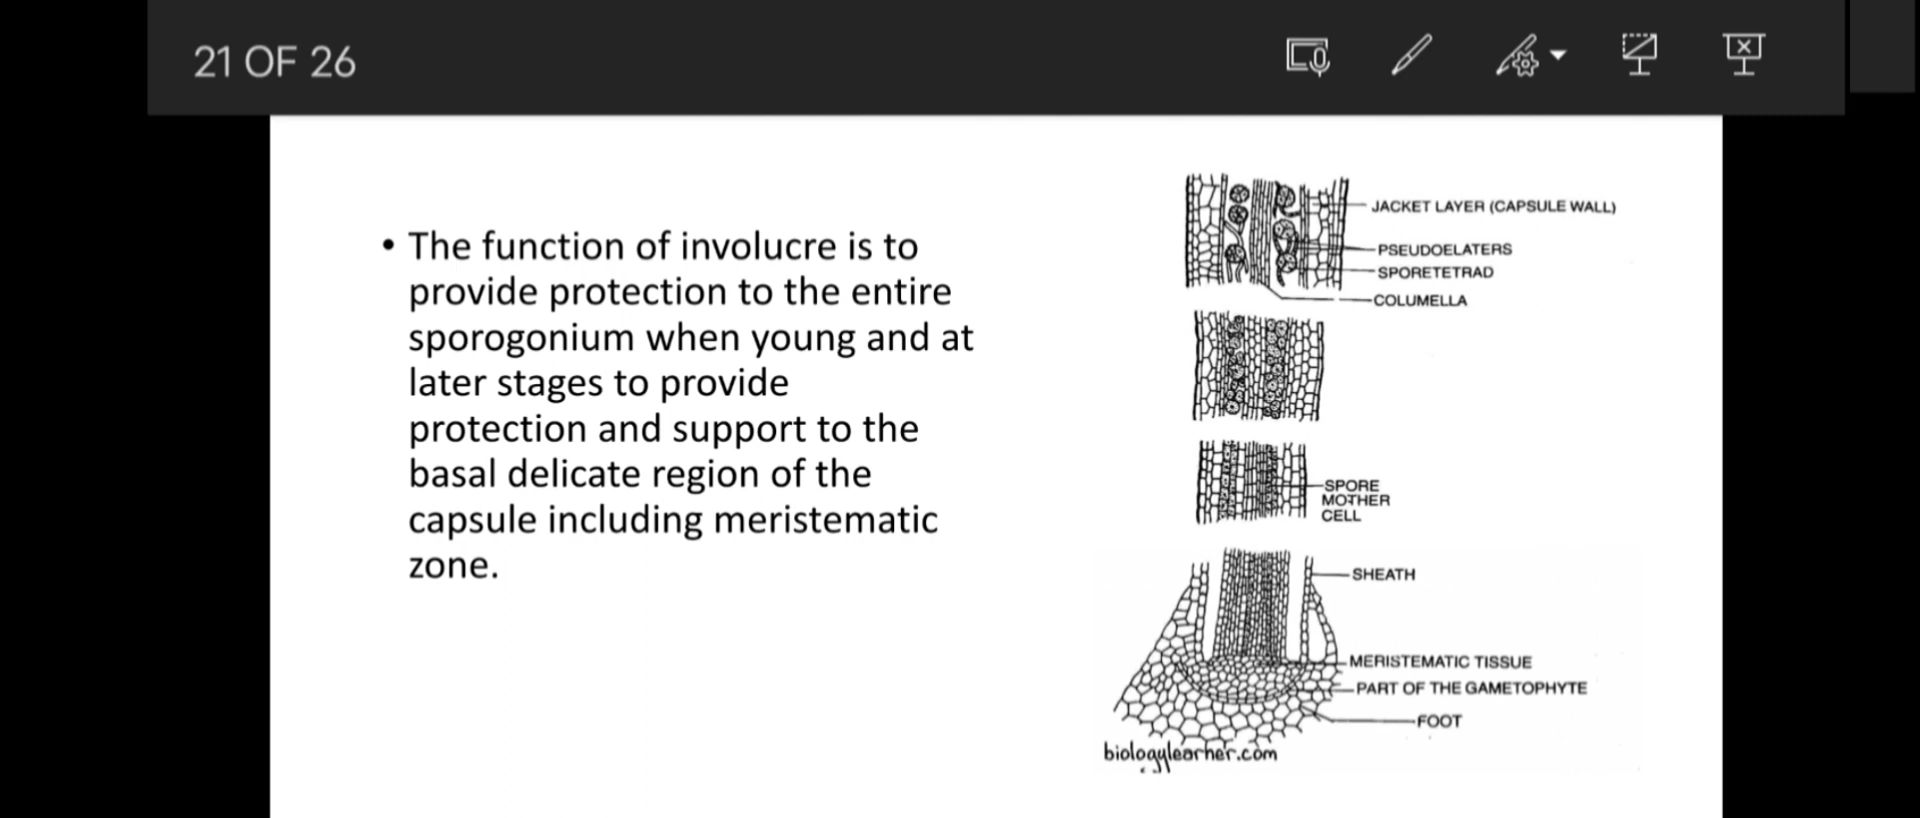 21 OF 26
• The function of involucre is to
provide protection to the entire
sporogonium when young and at
later stages to provide
protection and support to the
basal delicate region of the
capsule including meristematic
zone.
JACKET LAYER (CAPSULE WALL)
PSEUDOELATERS
SPORETETRAD
COLUMELLA
SPORE
MOTHER
CELL
SHEATH
MERISTEMATIC TISSUE
PART OF THE GAMETOPHYTE
FOOT
biologylearner.com